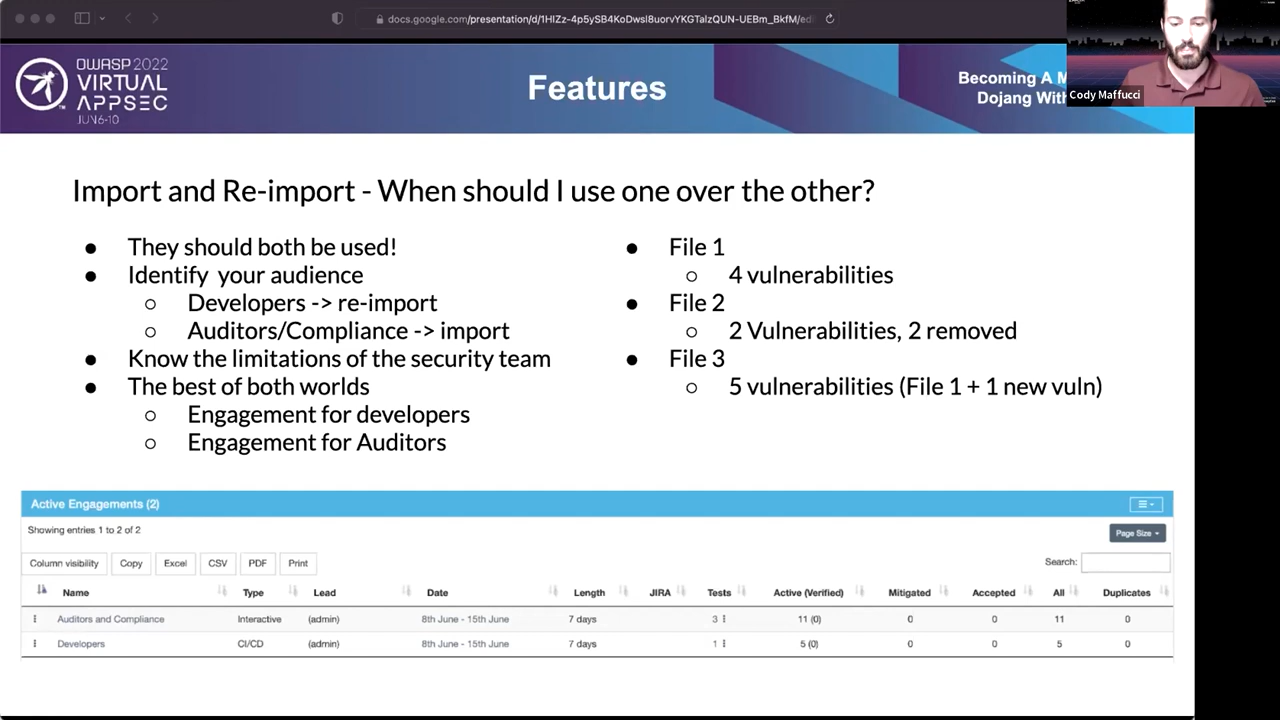 docs.google.com/presentation/d/1HIZz-4p5ySB4KoDwsl8uorvYKGTalzQUN-UEBm_BkfM/ed
OWASP 2022
VIRTUAL
APPSEC
JUN 6-10
Features
Becoming A M
Dojang With
Cody Maffucci
Import and Re-import - When should I use one over the other?
● They should both be used!
● Identify your audience
○ Developers -> re-import
○ Auditors/Compliance -> import
● Know the limitations of the security team
● The best of both worlds
○ Engagement for developers
○ Engagement for Auditors
● File 1
○ 4 vulnerabilities
● File 2
○ 2 Vulnerabilities, 2 removed
● File 3
○ 5 vulnerabilities (File 1 + 1 new vuln)
Active Engagements (2)
Showing entries 1 to 2 of 2
Page Size
Column visibility Copy Excel CSV PDF Print Search:
Name Type Lead Date Length JIRA Tests Active (Verified) Mitigated Accepted All Duplicates
Auditors and Compliance Interactive (admin) 8th June - 15th June 7 days 3 11 (0) 0 0 11 0
Developers CI/CD (admin) 8th June - 15th June 7 days 1 5 (0) 0 0 5 0